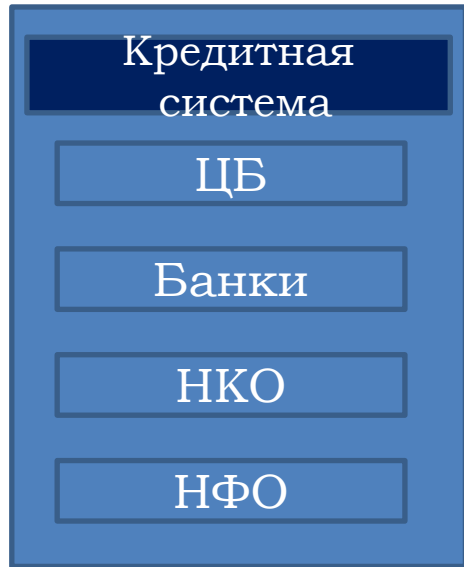 Кредитная
система
ЦБ
Банки
НКО
НФО